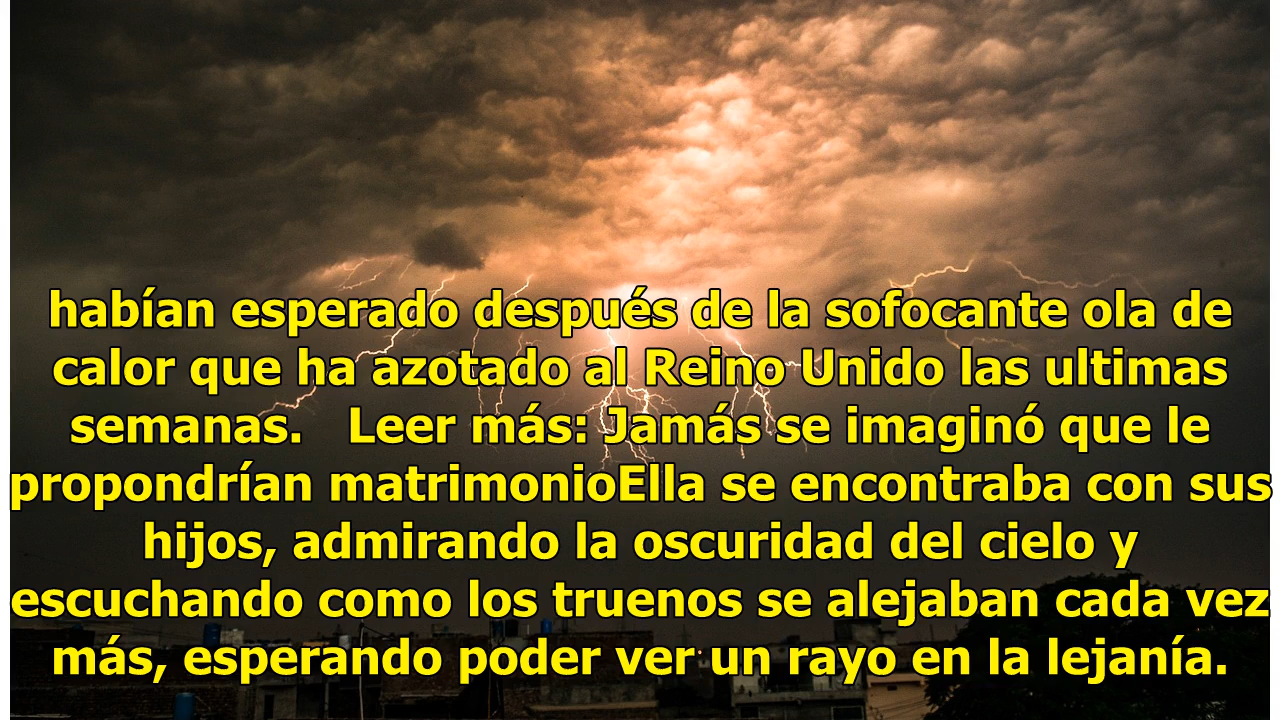 habían esperado después de la sofocante ola de
calor que ha azotado al Reino Unido las ultimas
semanas.   Leer más: Jamás se imaginó que le
propondrían matrimonioElla se encontraba con sus
hijos, admirando la oscuridad del cielo y
escuchando como los truenos se alejaban cada vez
más, esperando poder ver un rayo en la lejanía.